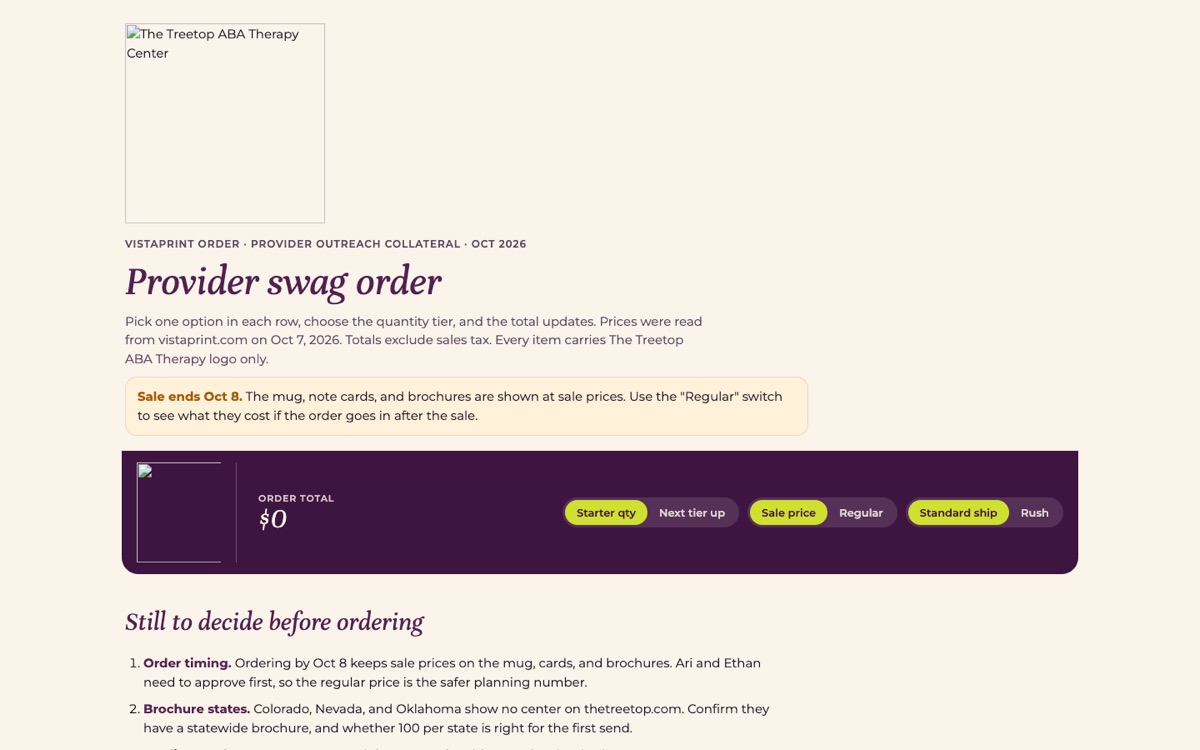 The Treetop ABA Therapy
Center
VISTAPRINT ORDER · PROVIDER OUTREACH COLLATERAL · OCT 2026
Provider swag order
Pick one option in each row, choose the quantity tier, and the total updates. Prices were read
from vistaprint.com on Oct 7, 2026. Totals exclude sales tax. Every item carries The Treetop
ABA Therapy logo only.
Sale ends Oct 8. The mug, note cards, and brochures are shown at sale prices. Use the "Regular" switch
to see what they cost if the order goes in after the sale.
ORDER TOTAL
$0
Starter qty Next tier up Sale price Regular Standard ship Rush
Still to decide before ordering
1. Order timing. Ordering by Oct 8 keeps sale prices on the mug, cards, and brochures. Ari and Ethan
need to approve first, so the regular price is the safer planning number.
2. Brochure states. Colorado, Nevada, and Oklahoma show no center on thetreetop.com. Confirm they
have a statewide brochure, and whether 100 per state is right for the first send.